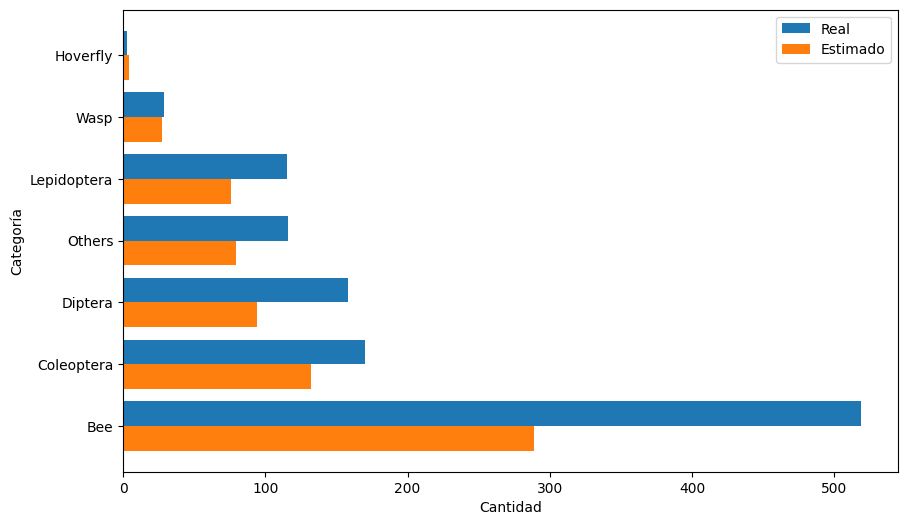 Real
Estimado
Hoverfly
Wasp
Lepidoptera
Others
Diptera
Coleoptera
Bee
Categoría
0 100 200 300 400 500
Cantidad